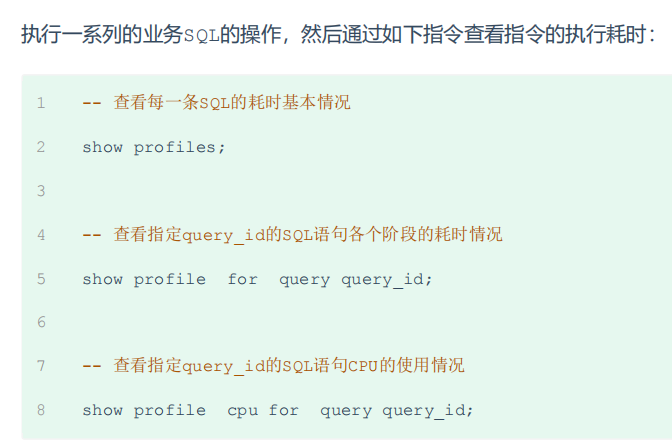 执行一系列的业务SQL的操作，然后通过如下指令查看指令的执行耗时：
1 -- 查看每一条SQL的耗时基本情况
2 show profiles;
3
4 -- 查看指定query_id的SQL语句各个阶段的耗时情况
5 show profile  for  query query_id;
6
7 -- 查看指定query_id的SQL语句CPU的使用情况
8 show profile  cpu for  query query_id;